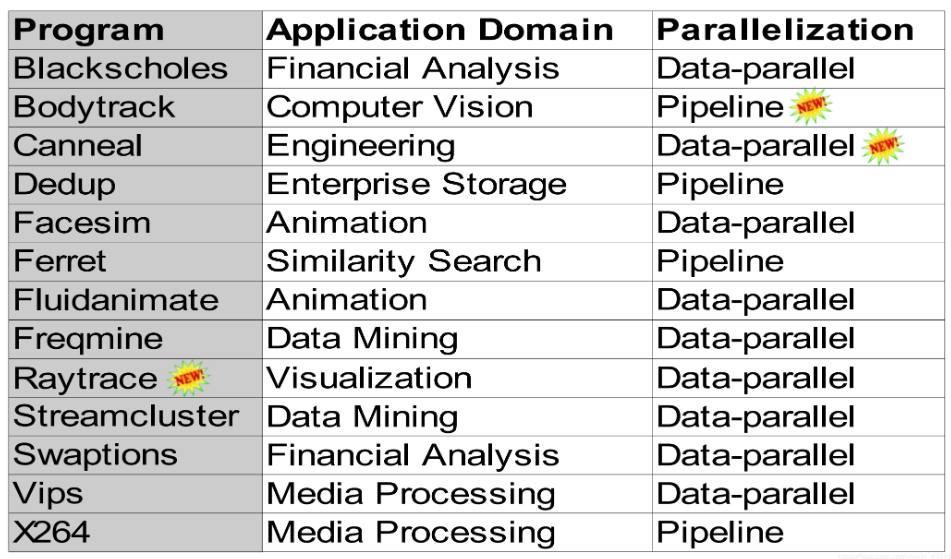 Program Application Domain Parallelization
Blackscholes Financial Analysis Data-parallel
Bodytrack Computer Vision Pipeline NEW!
Canneal Engineering Data-parallel NEW!
Dedup Enterprise Storage Pipeline
Facesim Animation Data-parallel
Ferret Similarity Search Pipeline
Fluidanimate Animation Data-parallel
Freqmine Data Mining Data-parallel
Raytrace NEW! Visualization Data-parallel
Streamcluster Data Mining Data-parallel
Swaptions Financial Analysis Data-parallel
Vips Media Processing Data-parallel
X264 Media Processing Pipeline